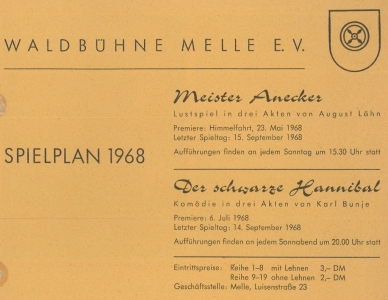 WALDBÜHNE MELLE E.V.
SPIELPLAN 1968
Meister Anecker
Lustspiel in drei Akten von August Lähn
Premiere: Himmelfahrt, 23. Mai 1968
Letzter Spieltag: 15. September 1968
Aufführungen finden an jedem Sonntag um 15.30 Uhr statt
Der schwarze Hannibal
Komödie in drei Akten von Karl Bunje
Premiere: 6. Juli 1968
Letzter Spieltag: 14. September 1968
Aufführungen finden an jedem Sonnabend um 20.00 Uhr statt
Eintrittspreise: Reihe 1–8 mit Lehnen 3,– DM
Reihe 9–19 ohne Lehnen 2,– DM
Geschäftsstelle: Melle, Luisenstraße 23